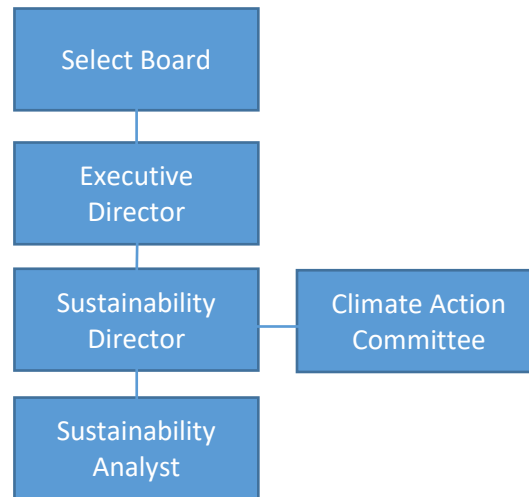 Select Board
Executive
Director
Sustainability
Director
Climate Action
Committee
Sustainability
Analyst